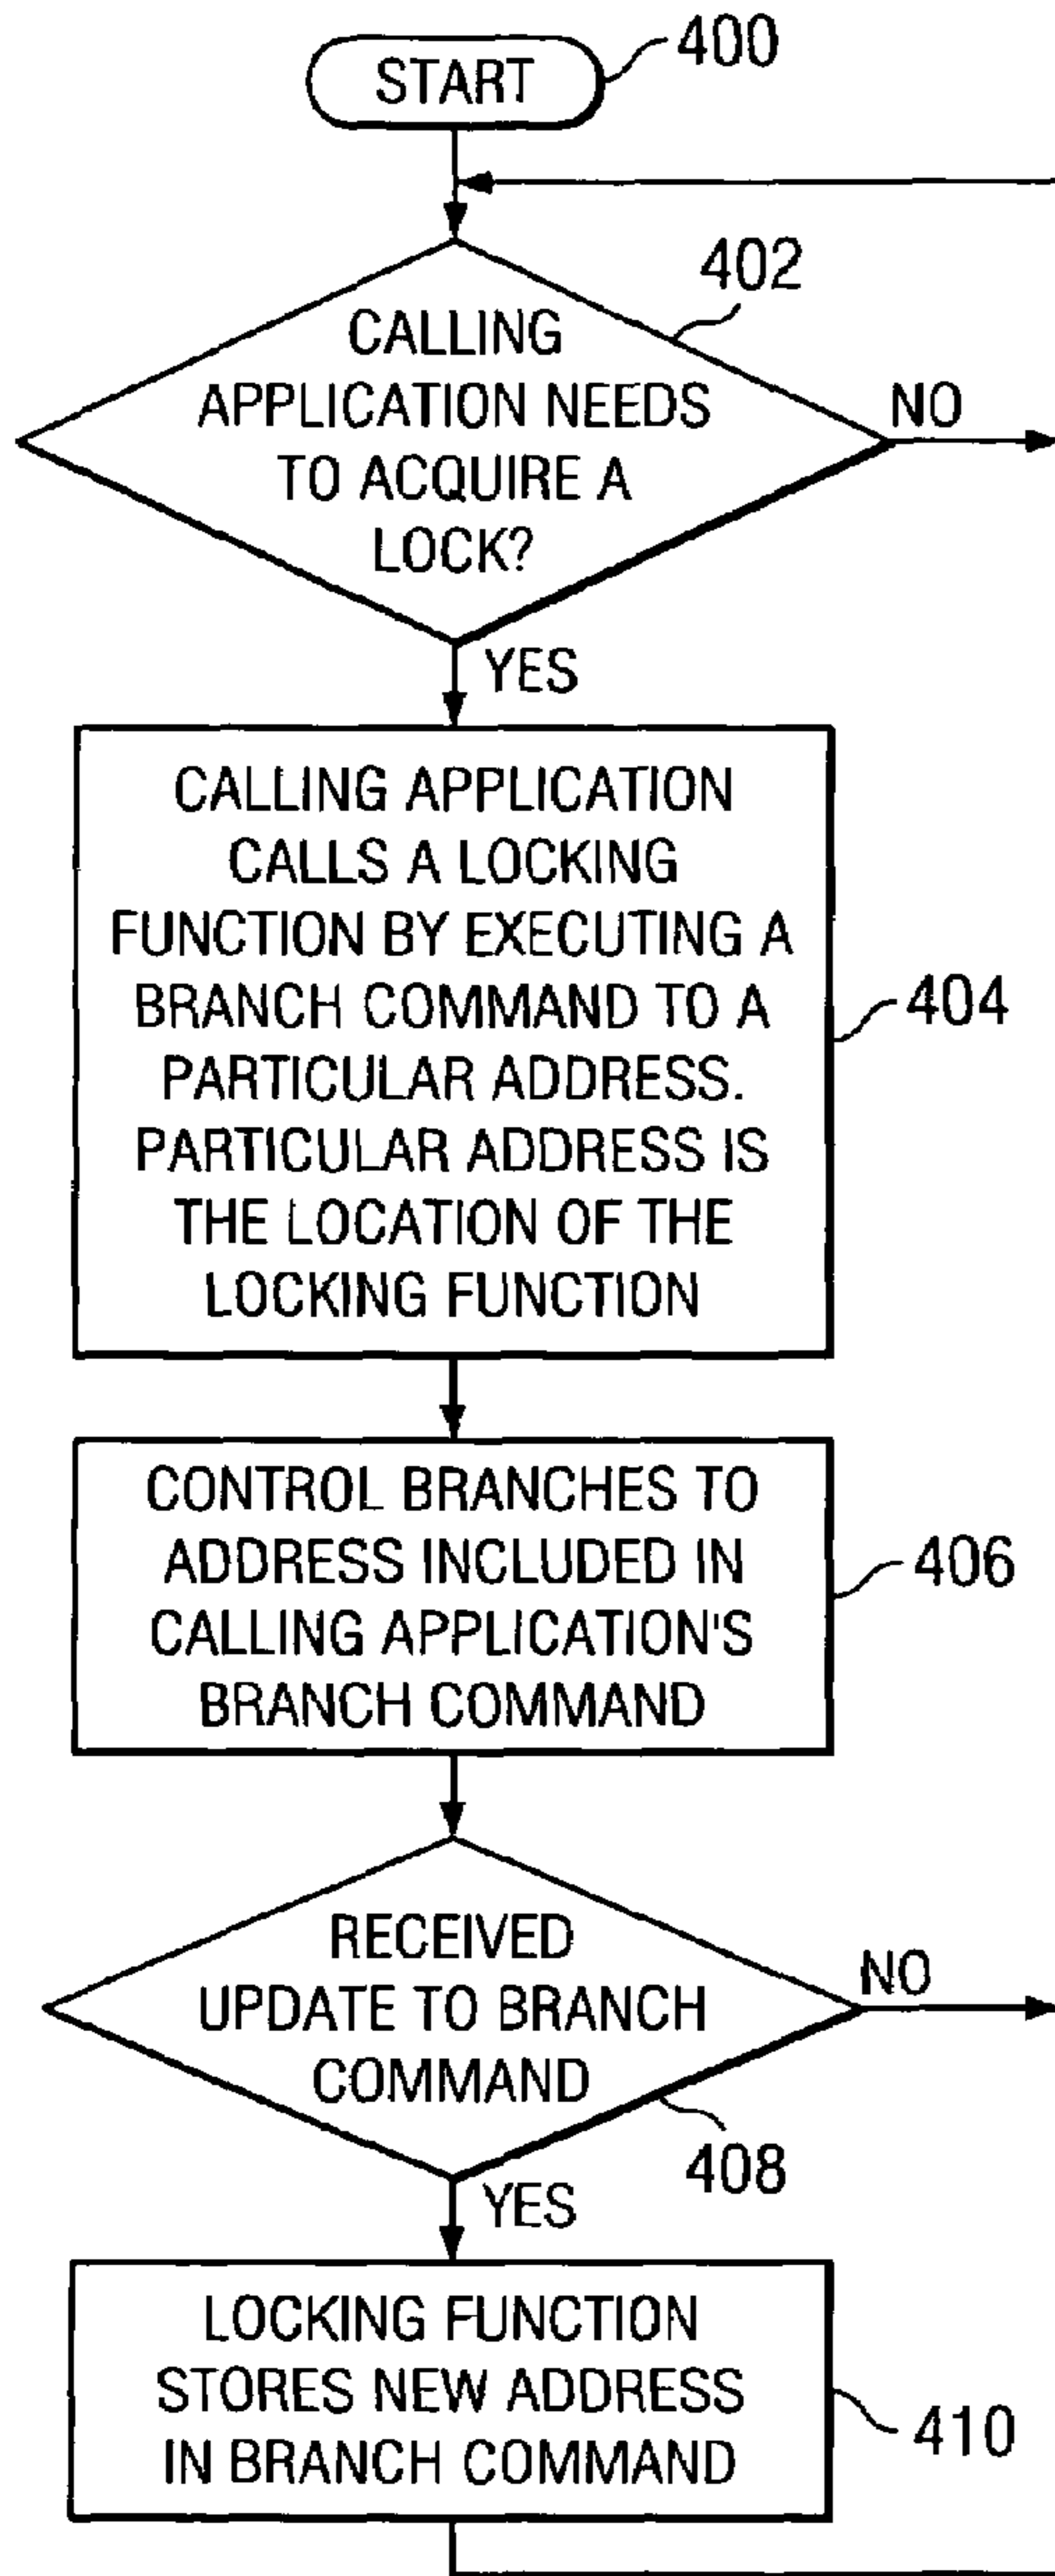 START
400
402
CALLING
APPLICATION NEEDS
TO ACQUIRE A
LOCK?
NO
YES
CALLING APPLICATION
CALLS A LOCKING
FUNCTION BY EXECUTING A
BRANCH COMMAND TO A
PARTICULAR ADDRESS.
PARTICULAR ADDRESS IS
THE LOCATION OF THE
LOCKING FUNCTION
404
CONTROL BRANCHES TO
ADDRESS INCLUDED IN
CALLING APPLICATION'S
BRANCH COMMAND
406
RECEIVED
UPDATE TO BRANCH
COMMAND
NO
408
YES
LOCKING FUNCTION
STORES NEW ADDRESS
IN BRANCH COMMAND
410